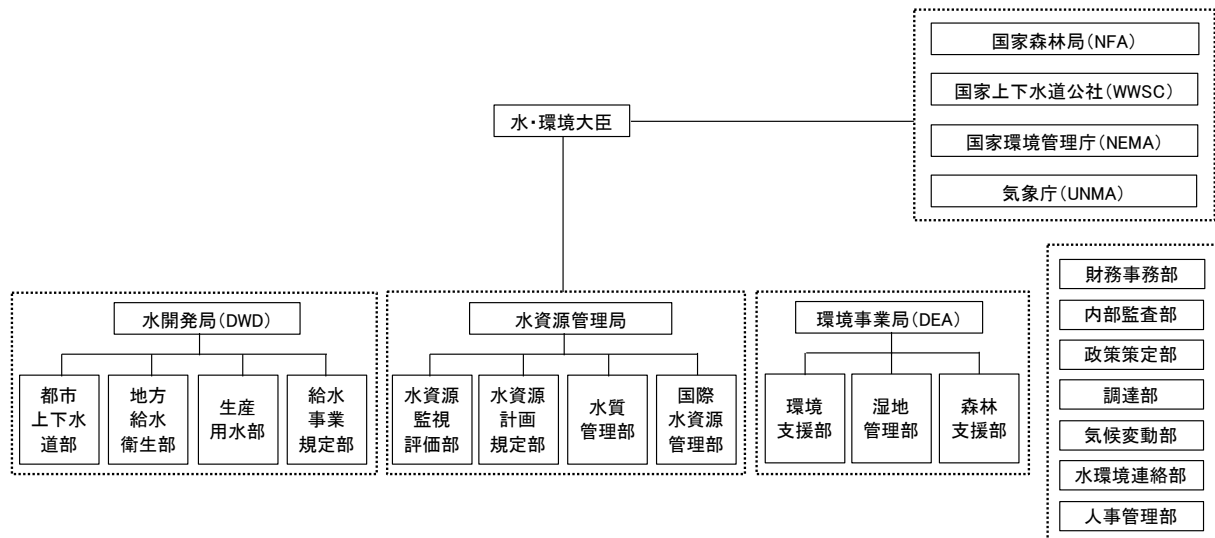 国家森林局(NFA)
国家上下水道公社(WWSC)
水・環境大臣
国家環境管理庁(NEMA)
気象庁(UNMA)
水開発局(DWD)
都市
上下水
道部
地方
給水
衛生部
生産
用水部
給水
事業
規定部
水資源管理局
水資源
監視
評価部
水資源
計画
規定部
水質
管理部
国際
水資源
管理部
環境事業局(DEA)
環境
支援部
湿地
管理部
森林
支援部
財務事務部
内部監査部
政策策定部
調達部
気候変動部
水環境連絡部
人事管理部